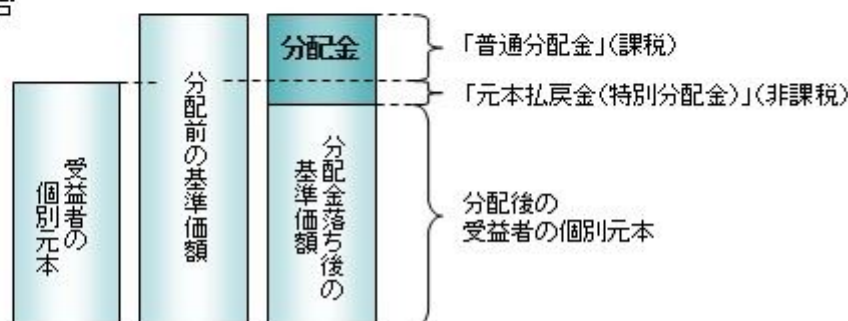 分配金
「普通分配金」(課税)
「元本払戻金(特別分配金)」(非課税)
受益者の
個別元本
分配前の基準価額
分配金落ち後の
基準価額
分配後の
受益者の個別元本